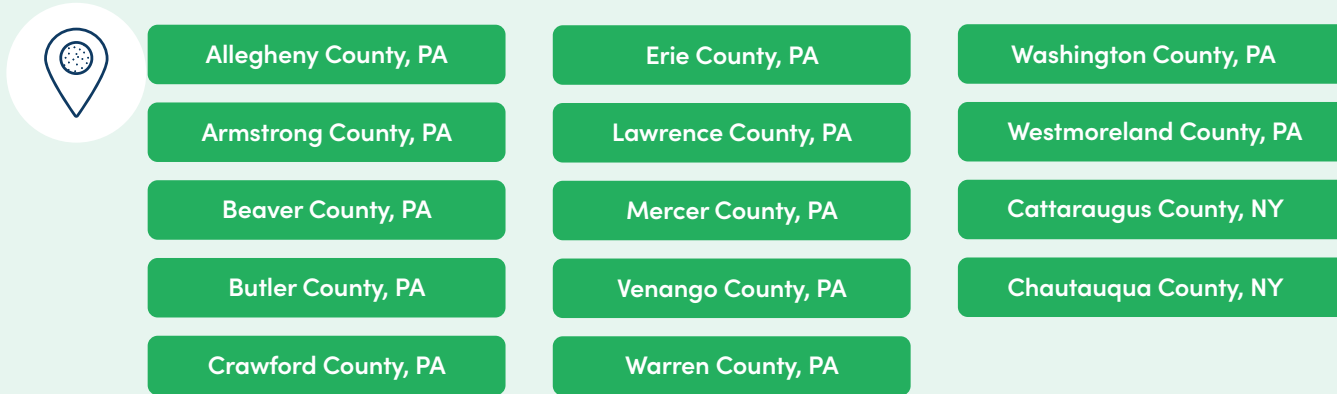 Allegheny County, PA
Armstrong County, PA
Beaver County, PA
Butler County, PA
Crawford County, PA
Erie County, PA
Lawrence County, PA
Mercer County, PA
Venango County, PA
Warren County, PA
Washington County, PA
Westmoreland County, PA
Cattaraugus County, NY
Chautauqua County, NY